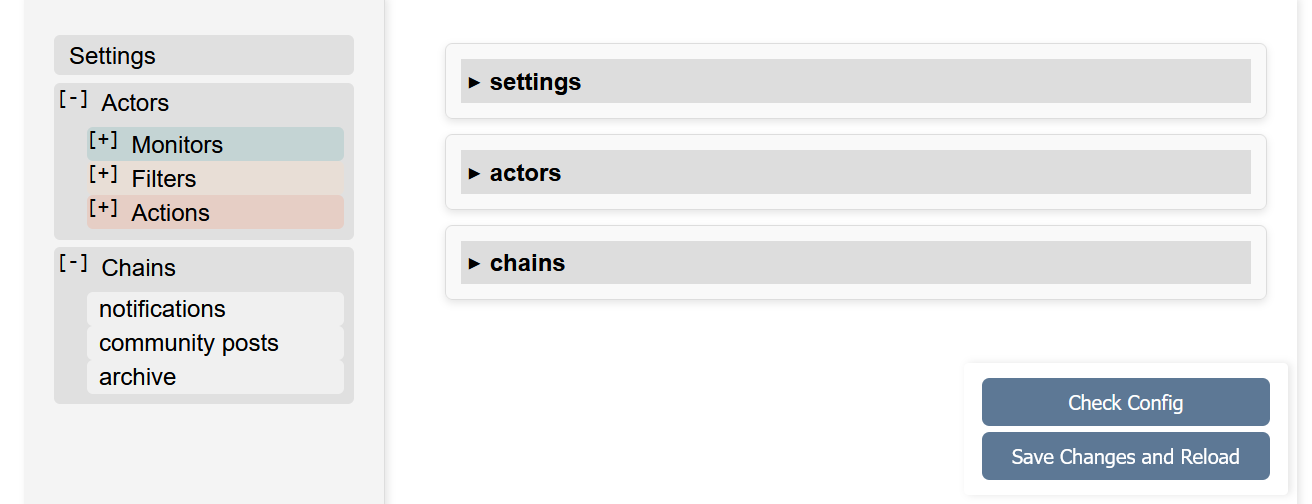 Settings
[-] Actors
[+] Monitors
[+] Filters
[+] Actions
[-] Chains
notifications
community posts
archive
► settings
► actors
► chains
Check Config
Save Changes and Reload